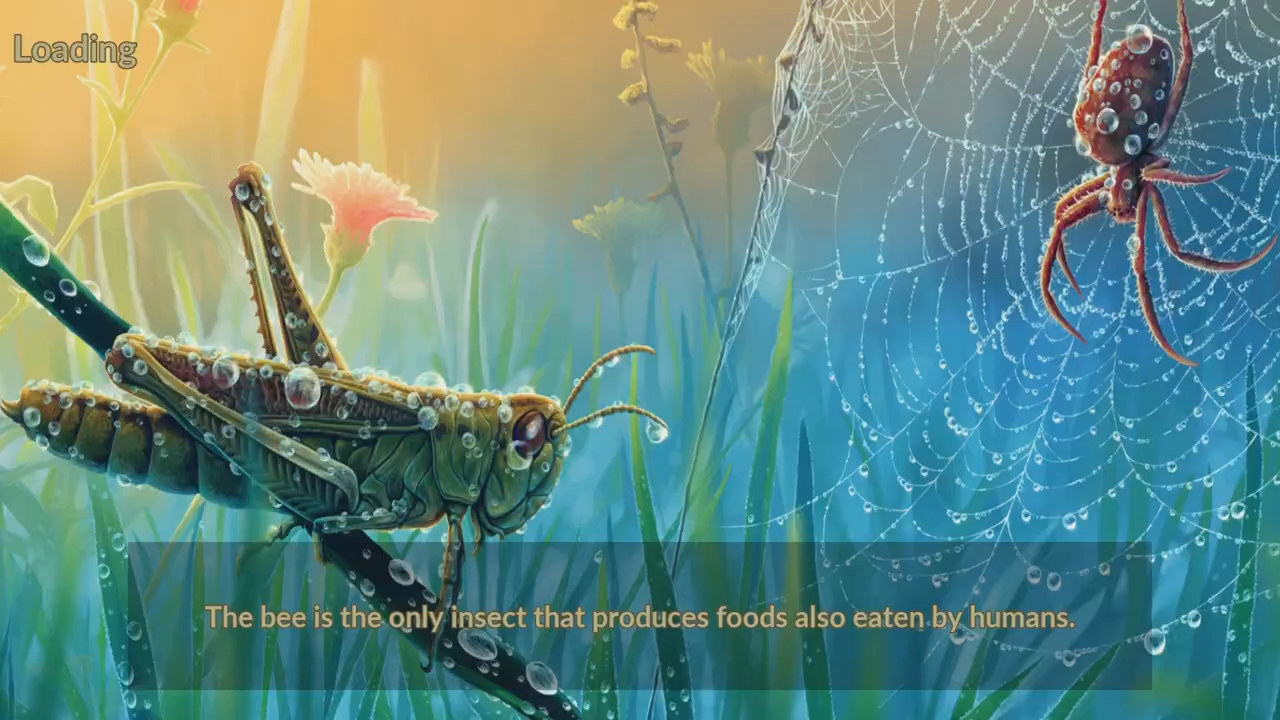 Loading
The bee is the only insect that produces foods also eaten by humans.